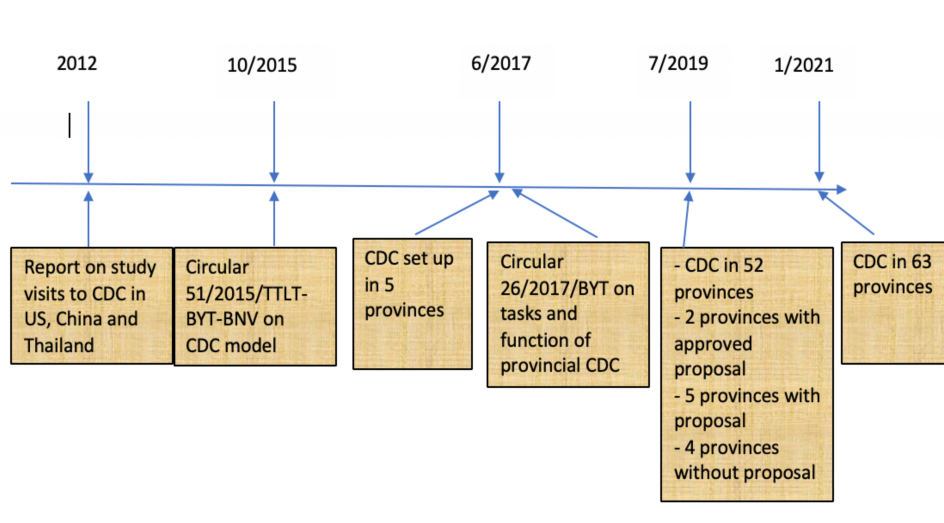 2012
10/2015
6/2017
7/2019
1/2021
Report on study
visits to CDC in
US, China and
Thailand
Circular
51/2015/TTLT-
BYT-BNV on
CDC model
CDC set up
in 5
provinces
Circular
26/2017/BYT on
tasks and
function of
provincial CDC
- CDC in 52
provinces
- 2 provinces with
approved
proposal
- 5 provinces with
proposal
- 4 provinces
without proposal
CDC in 63
provinces